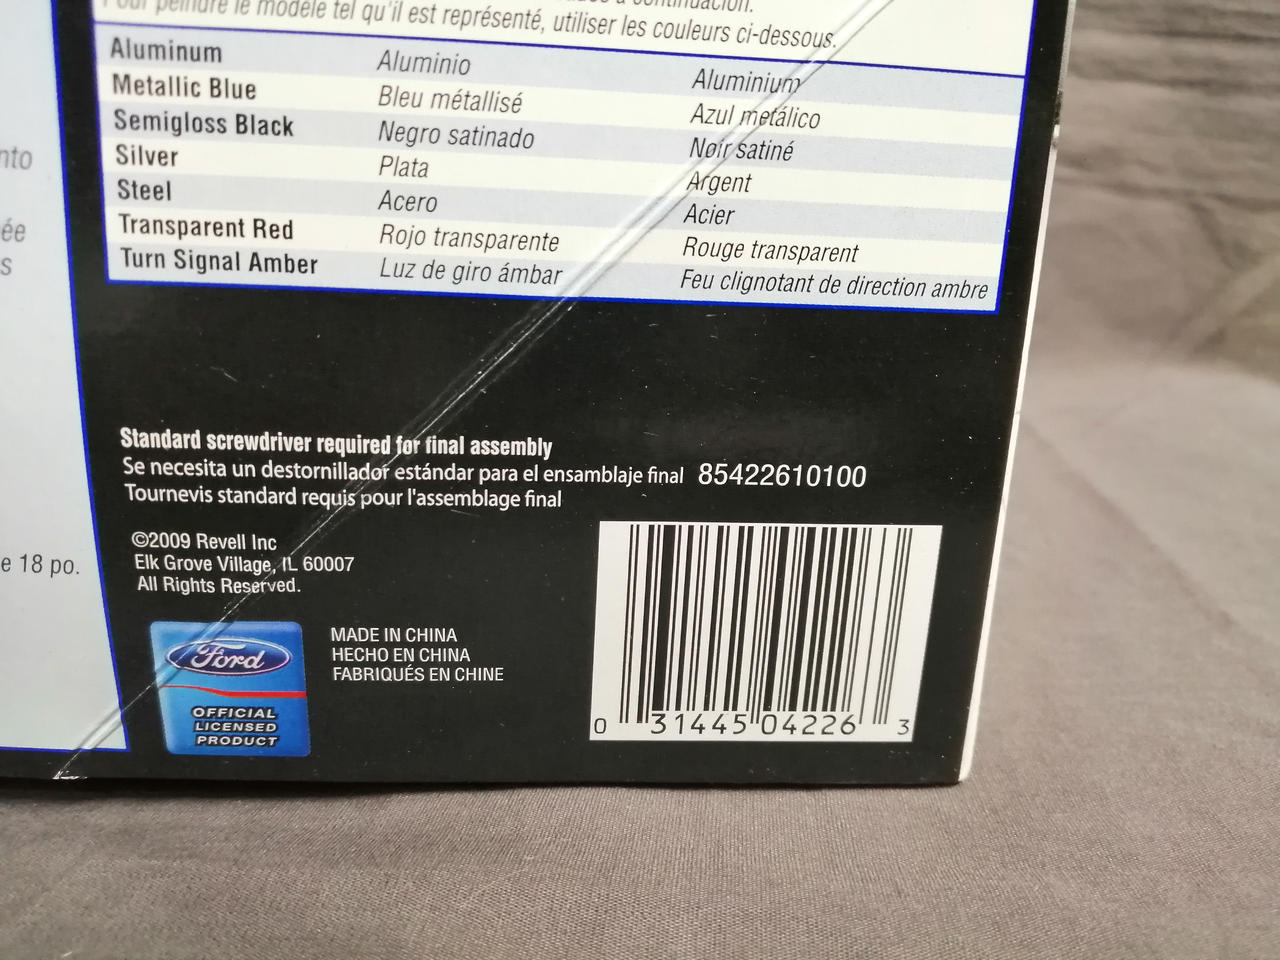 Pour peindre le modèle tel qu'il est représenté, utiliser les couleurs ci-dessous.
Aluminum Aluminio Aluminium
Metallic Blue Bleu métallisé Azul metálico
Semigloss Black Negro satinado Noir satiné
Silver Plata Argent
Steel Acero Acier
Transparent Red Rojo transparente Rouge transparent
Turn Signal Amber Luz de giro ámbar Feu clignotant de direction ambre
nto
ée
s
e 18 po.
Standard screwdriver required for final assembly
Se necesita un destornillador estándar para el ensamblaje final 85422610100
Tournevis standard requis pour l'assemblage final
©2009 Revell Inc
Elk Grove Village, IL 60007
All Rights Reserved.
Ford
OFFICIAL
LICENSED
PRODUCT
MADE IN CHINA
HECHO EN CHINA
FABRIQUÉS EN CHINE
0 31445 04226 3